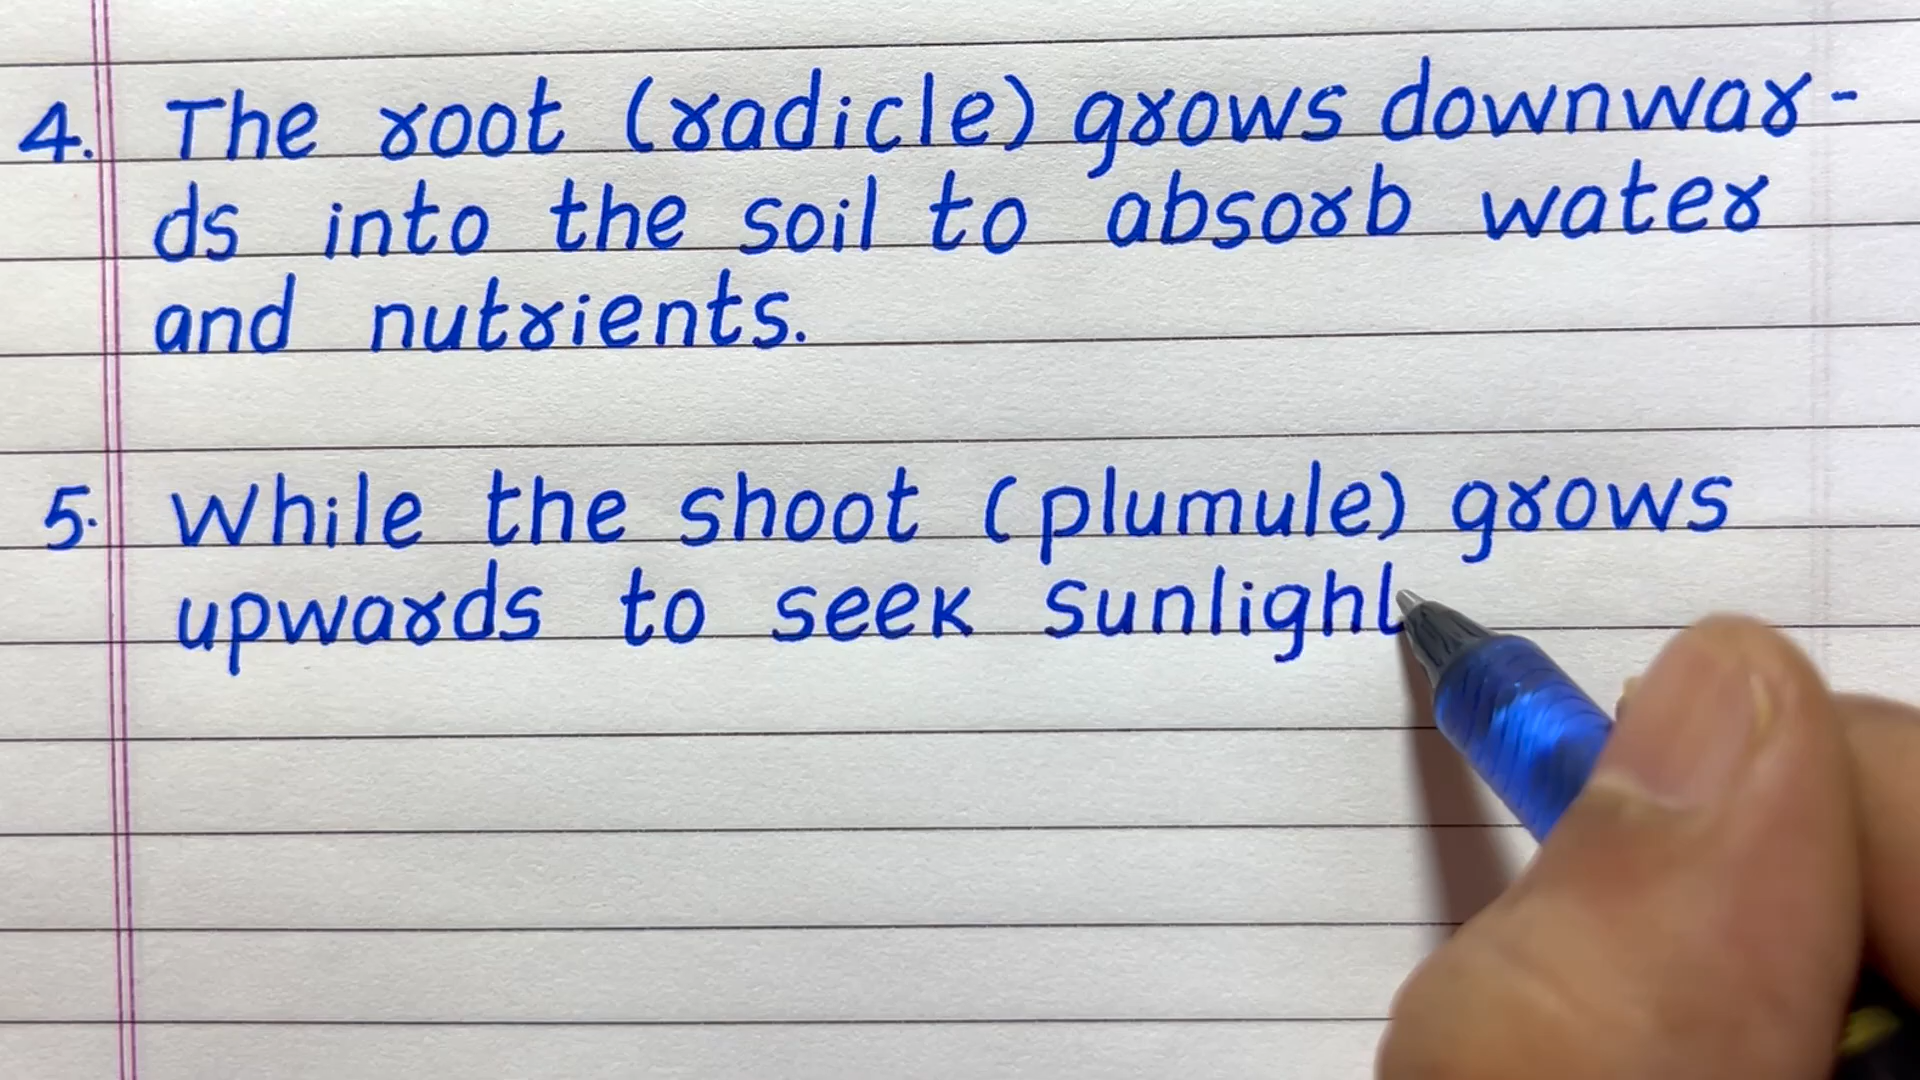 4. The root (radicle) grows downwar-
ds into the soil to absorb water
and nutrients.
5. While the shoot (plumule) grows
upwards to seek sunlight